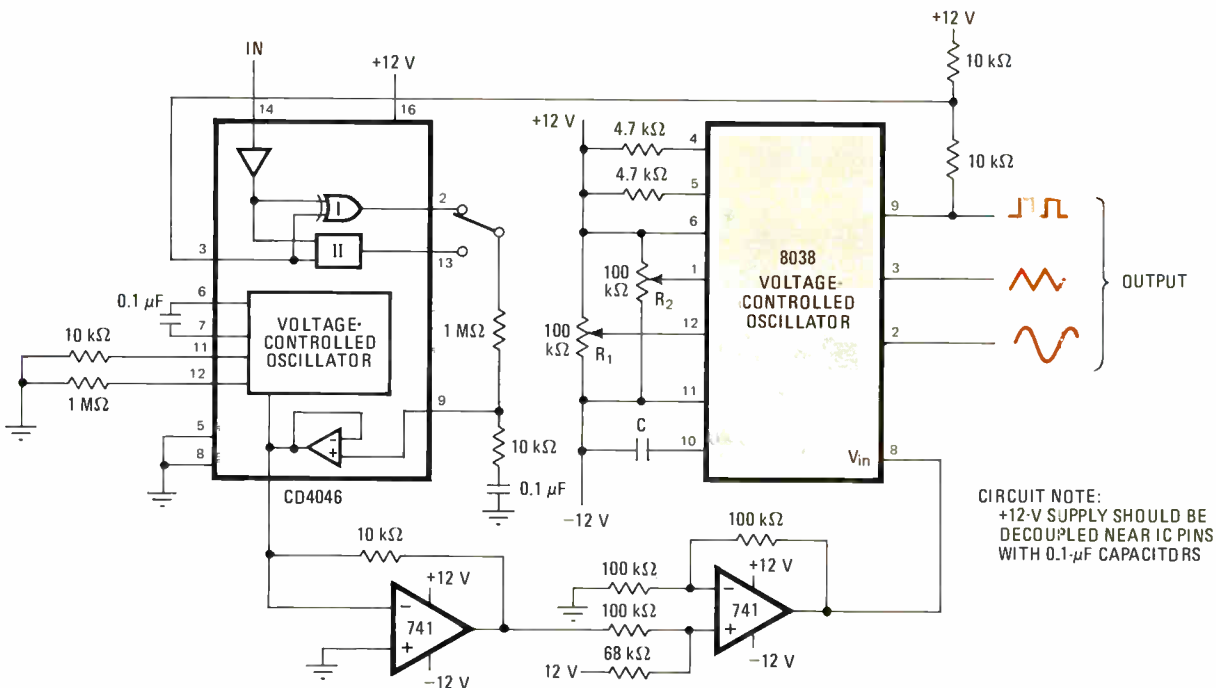 IN
+12 V
14
16
3
2
13
I
II
0.1 µF
6
7
10 kΩ
11
1 MΩ
12
VOLTAGE-
CONTROLLED
OSCILLATOR
5
8
9
CD4046
1 MΩ
10 kΩ
0.1 µF
+12 V
4.7 kΩ
4
4.7 kΩ
5
6
100
kΩ
R2
1
100
kΩ
R1
12
11
C
10
−12 V
8038
VOLTAGE-
CONTROLLED
OSCILLATOR
Vin
8
+12 V
10 kΩ
10 kΩ
9
3
2
OUTPUT
CIRCUIT NOTE:
+12-V SUPPLY SHOULD BE
DECOUPLED NEAR IC PINS
WITH 0.1-µF CAPACITORS
10 kΩ
+12 V
−
741
+
−12 V
100 kΩ
100 kΩ
100 kΩ
68 kΩ
12 V
+12 V
−
741
+
−12 V